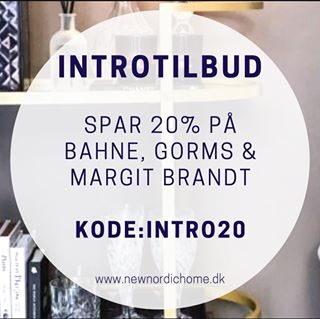 INTROTILBUD
SPAR 20% PÅ
BAHNE, GORMS &
MARGIT BRANDT
KODE:INTRO20
www.newnordichome.dk